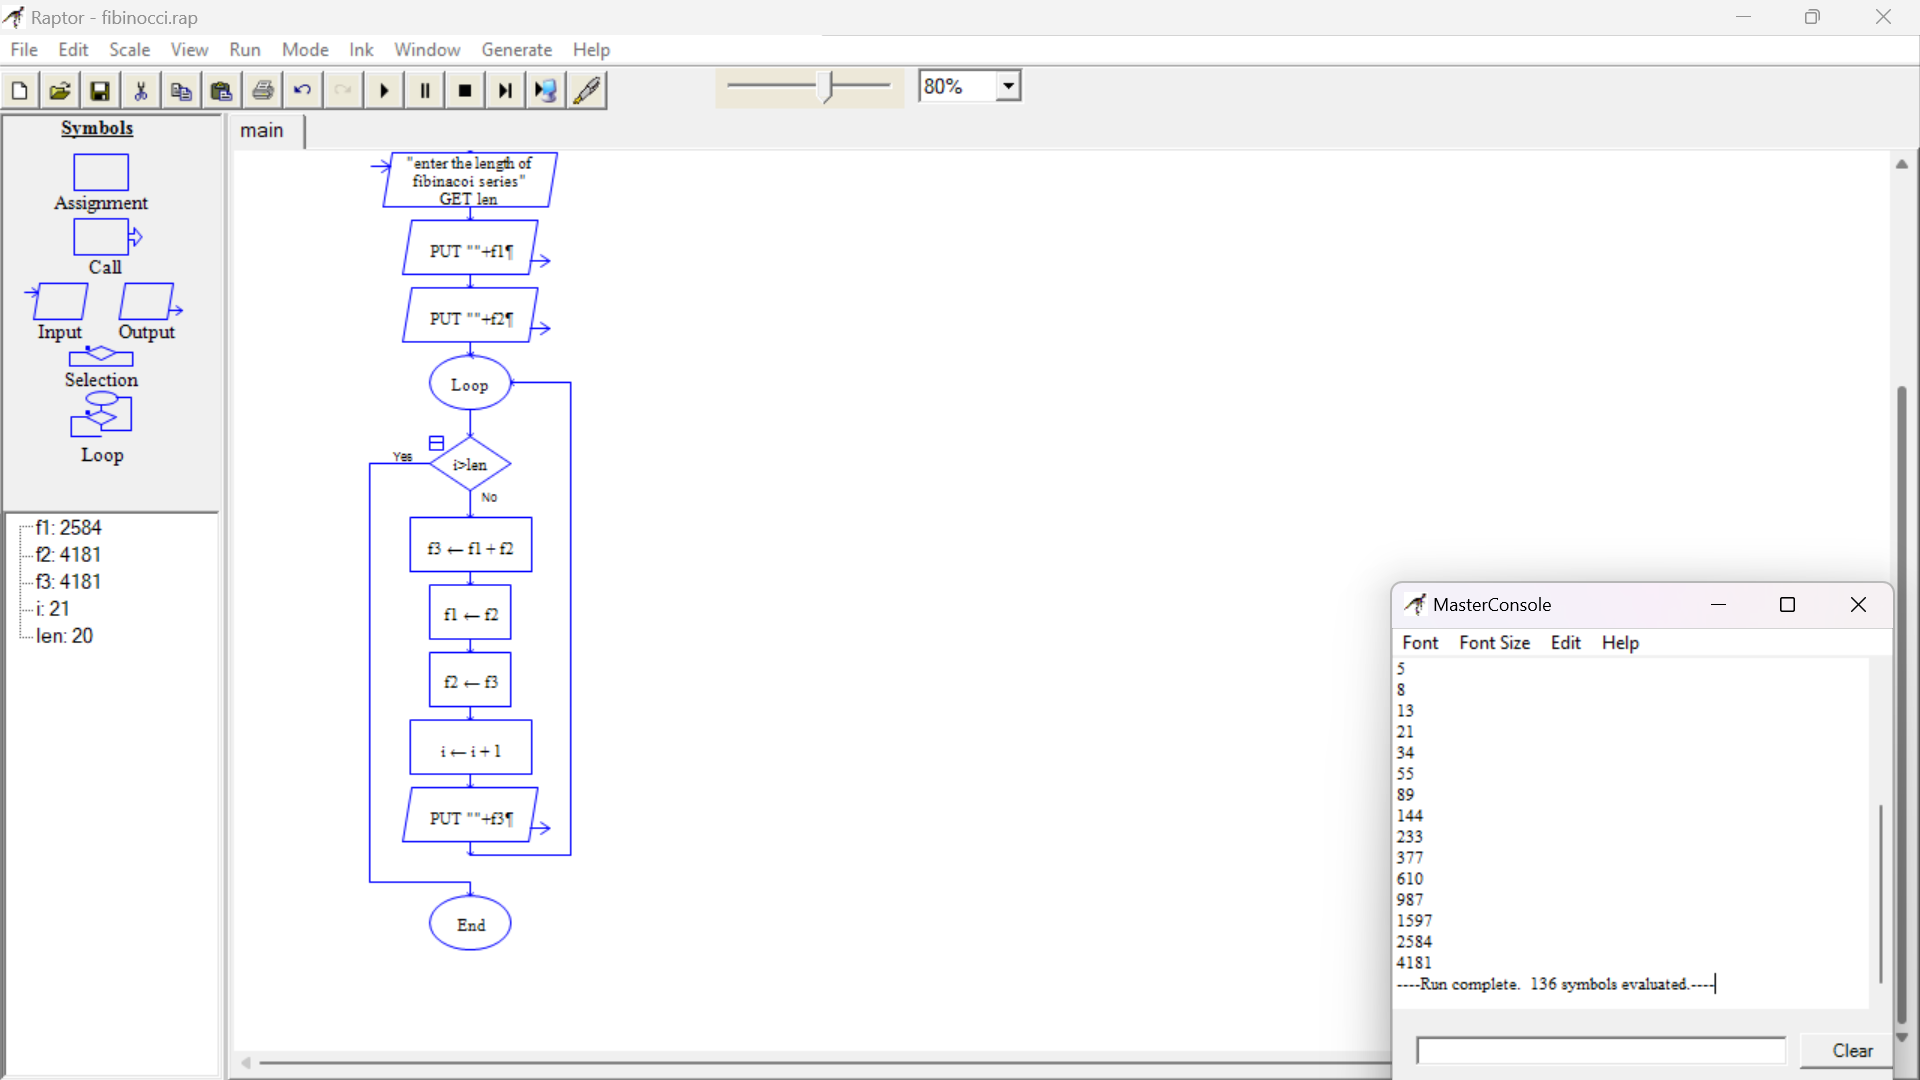 Raptor - fibinocci.rap
File Edit Scale View Run Mode Ink Window Generate Help
80%
Symbols
Assignment
Call
Input Output
Selection
Loop
f1: 2584
f2: 4181
f3: 4181
i: 21
len: 20
main
"enter the length of
fibinacoi series"
GET len
PUT ""+f1¶
PUT ""+f2¶
Loop
Yes
i>len
No
f3 ← f1 + f2
f1 ← f2
f2 ← f3
i ← i + 1
PUT ""+f3¶
End
MasterConsole
Font Font Size Edit Help
5
8
13
21
34
55
89
144
233
377
610
987
1597
2584
4181
----Run complete.  136 symbols evaluated.----
Clear